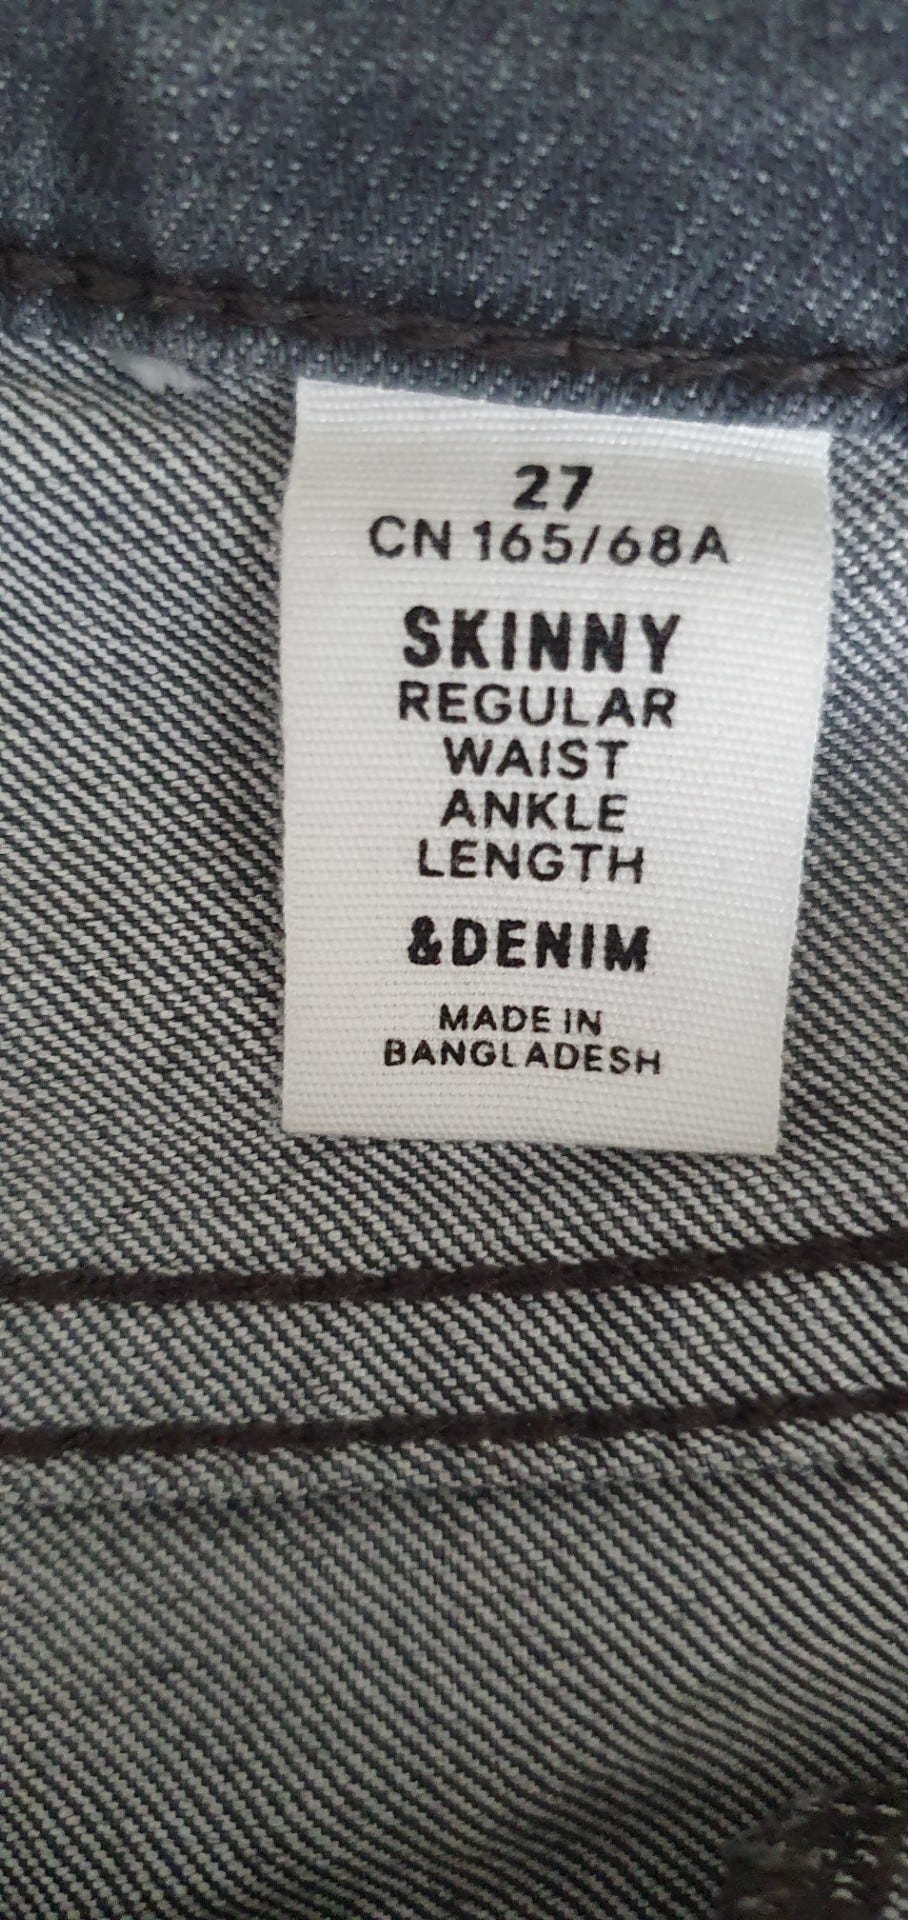 27
CN 165/68A
SKINNY
REGULAR
WAIST
ANKLE
LENGTH
&DENIM
MADE IN
BANGLADESH